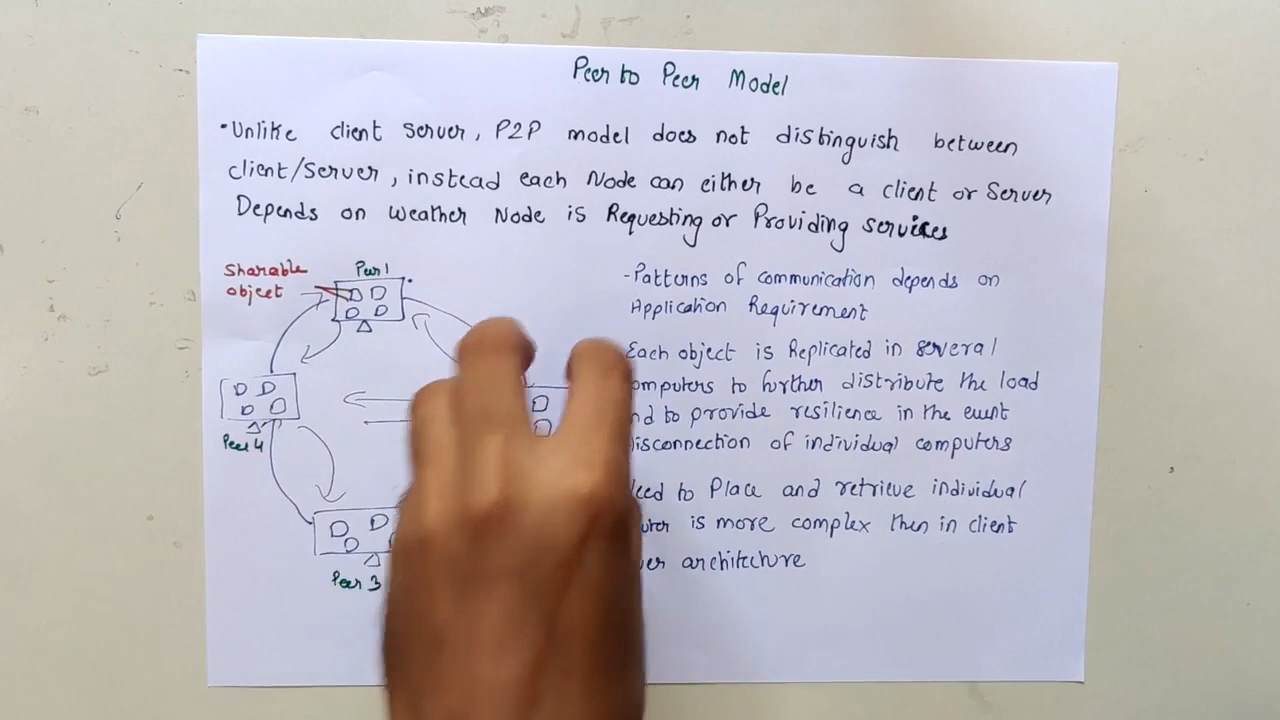 Peer to Peer Model
•Unlike client server, P2P model does not distinguish between
client/server, instead each Node can either be a client or server
Depends on weather Node is Requesting or Providing services
Sharable
object
Peer 1
-Patterns of communication depends on
Application Requirement
Each object is Replicated in several
omputers to further distribute the load
nd to provide resilience in the event
disconnection of individual computers
Peer 4
eed to Place and retrieve individual
is more complex then in client
ver architecture
Peer 3